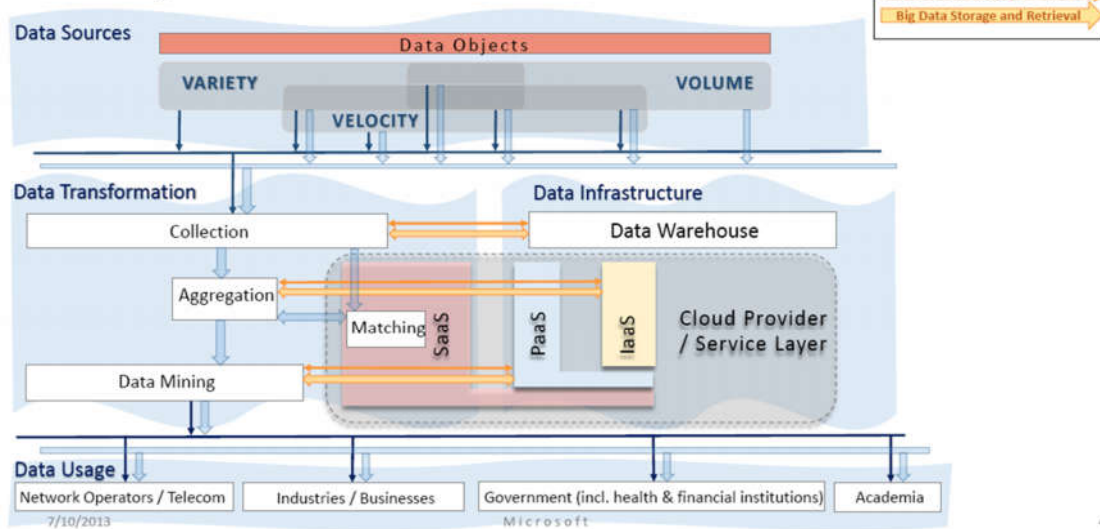 Big Data Storage and Retrieval
Data Sources
Data Objects
VARIETY
VOLUME
VELOCITY
Data Transformation
Data Infrastructure
Collection
Data Warehouse
Aggregation
Matching
SaaS
PaaS
IaaS
Cloud Provider
/ Service Layer
Data Mining
Data Usage
Network Operators / Telecom
Industries / Businesses
Government (incl. health & financial institutions)
Academia
7/10/2013
Microsoft